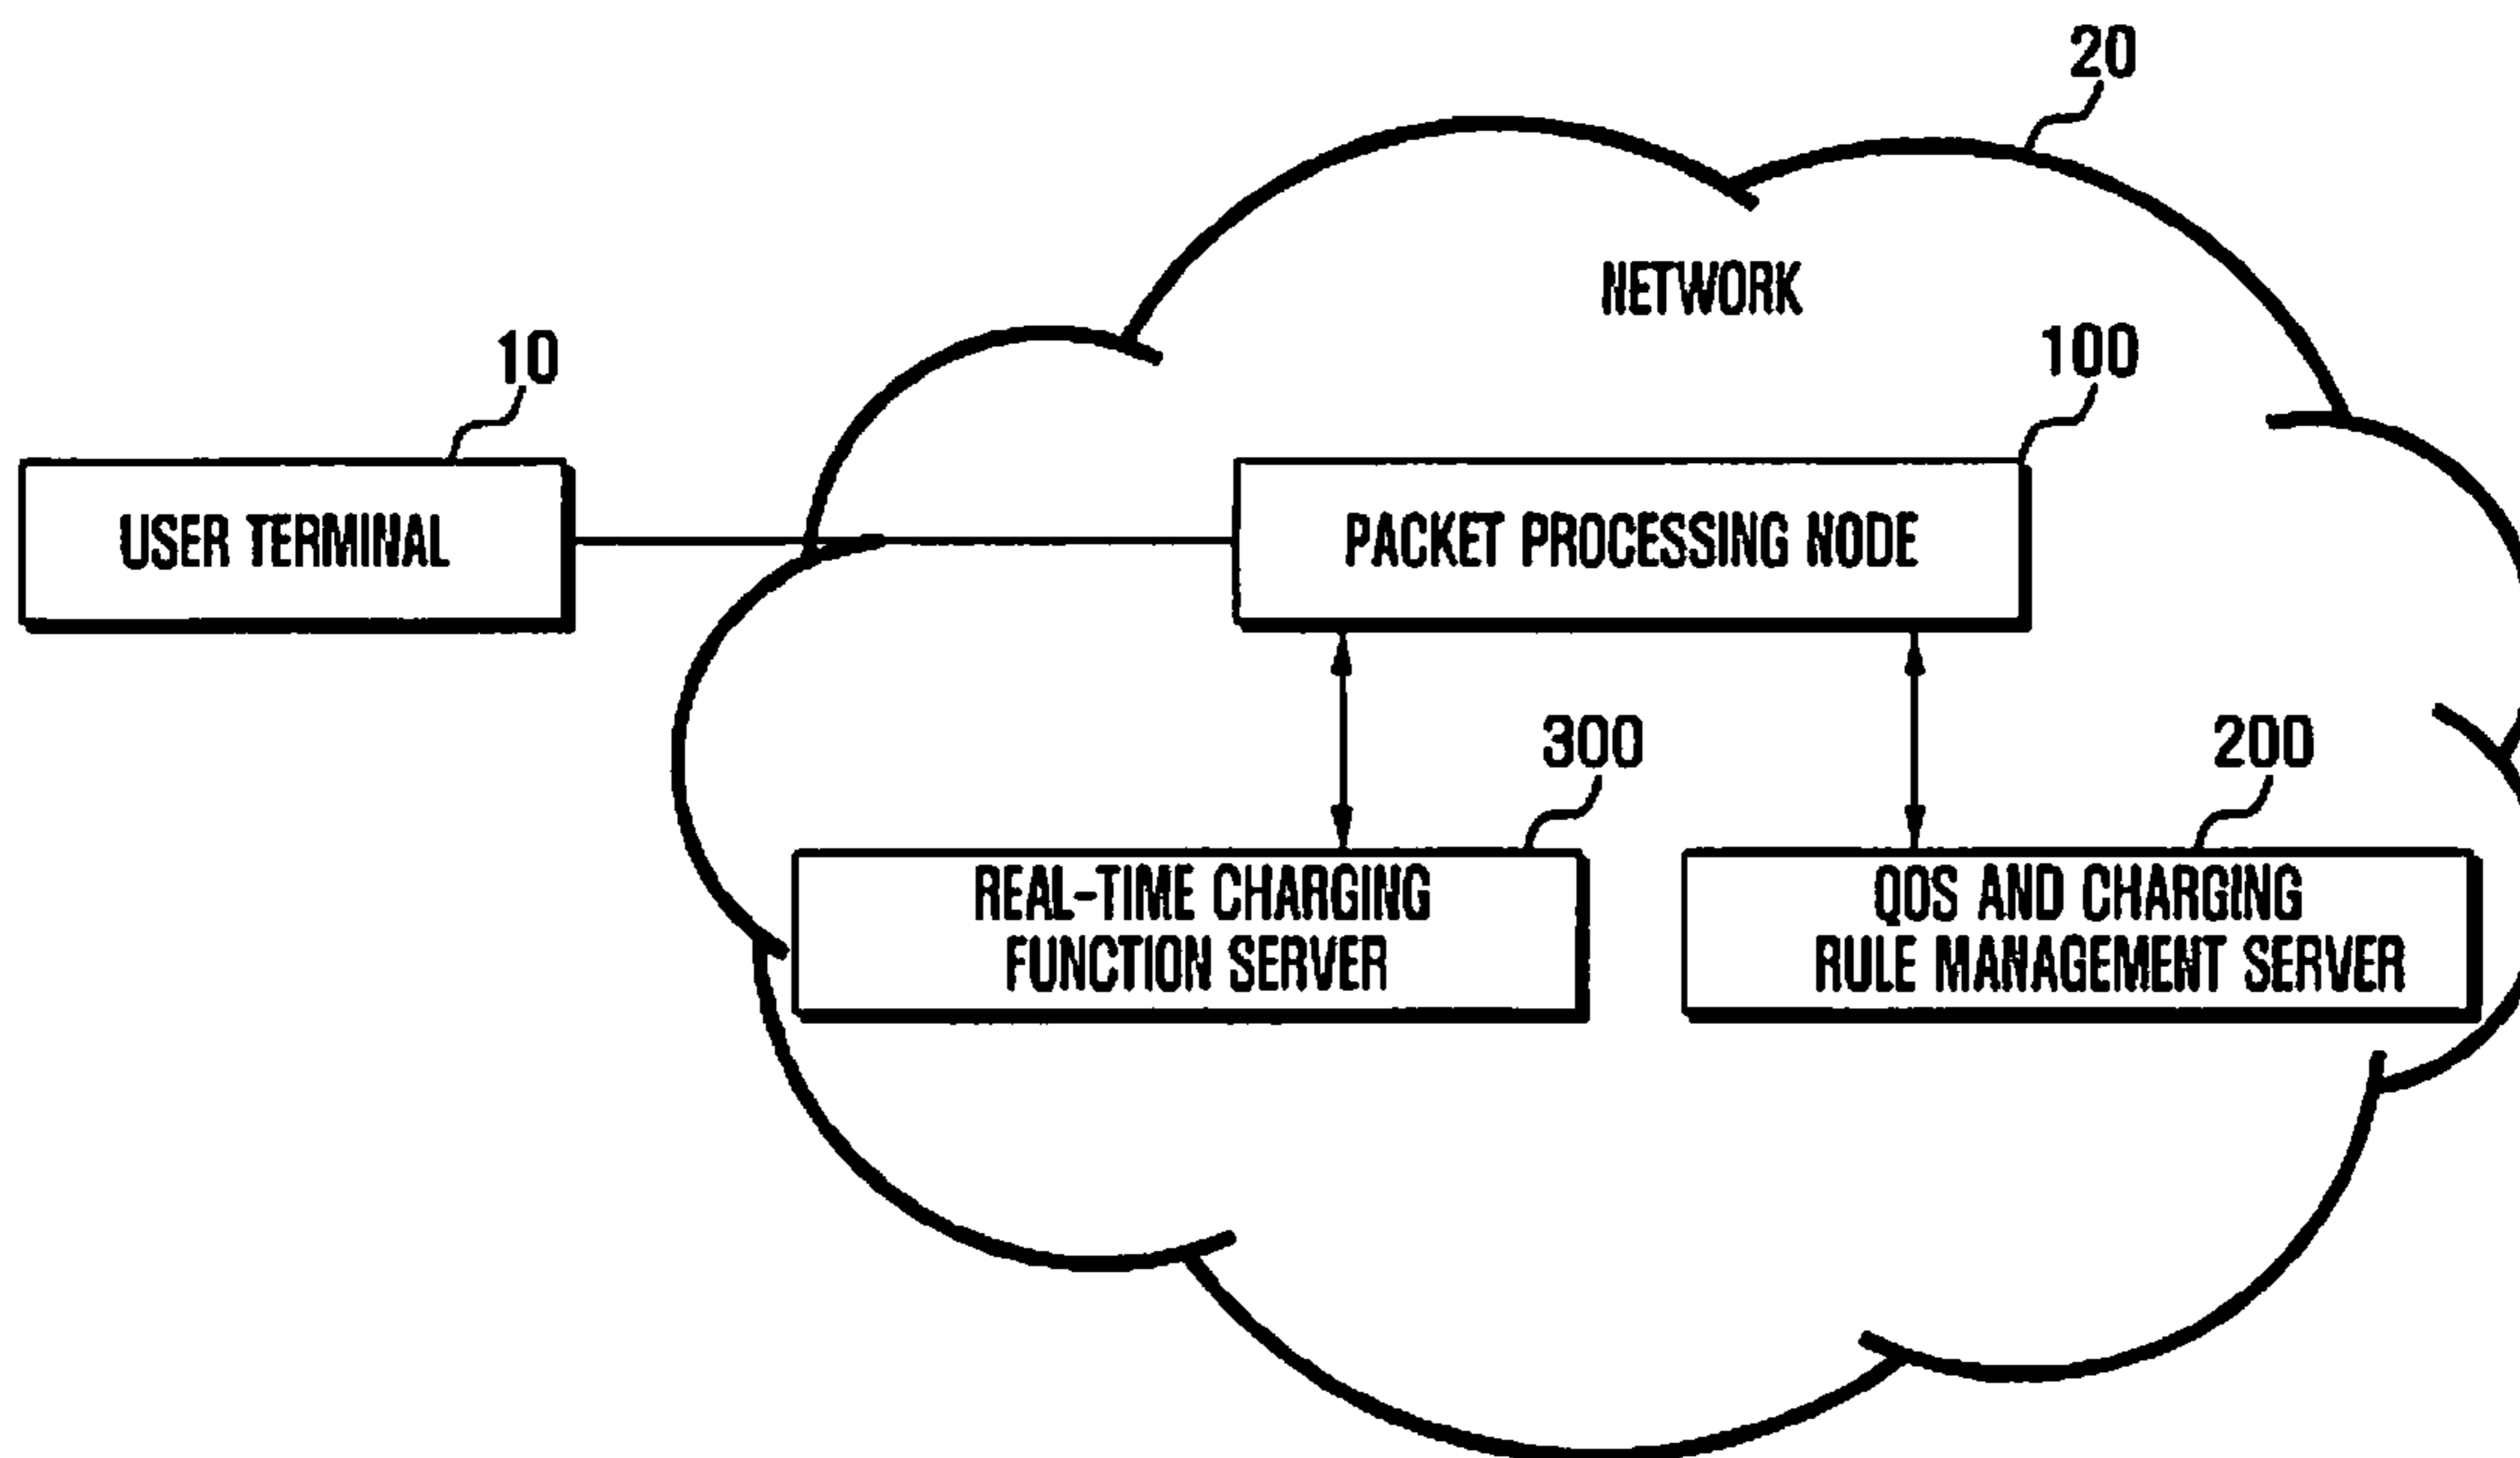 20
NETWORK
10
100
USER TERMINAL
PACKET PROCESSING NODE
300
200
REAL-TIME CHARGING
FUNCTION SERVER
QOS AND CHARGING
RULE MANAGEMENT SERVER